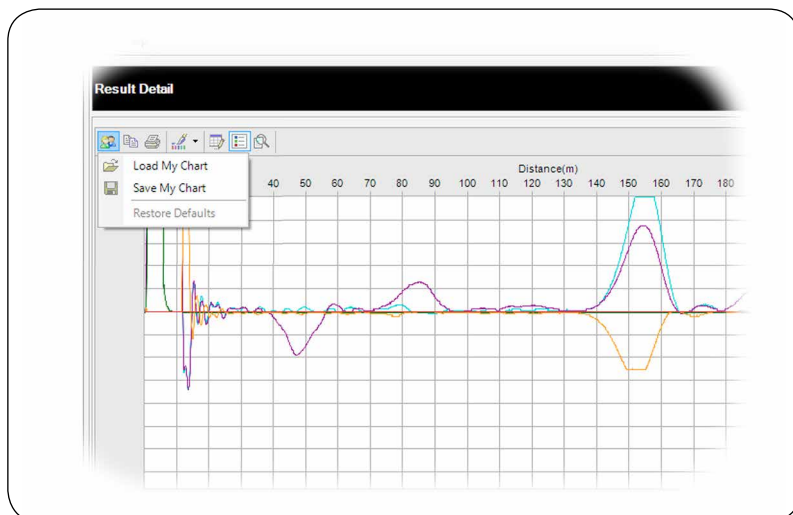 Result Detail
Load My Chart
Save My Chart
Restore Defaults
Distance(m)
40 50 60 70 80 90 100 110 120 130 140 150 160 170 180